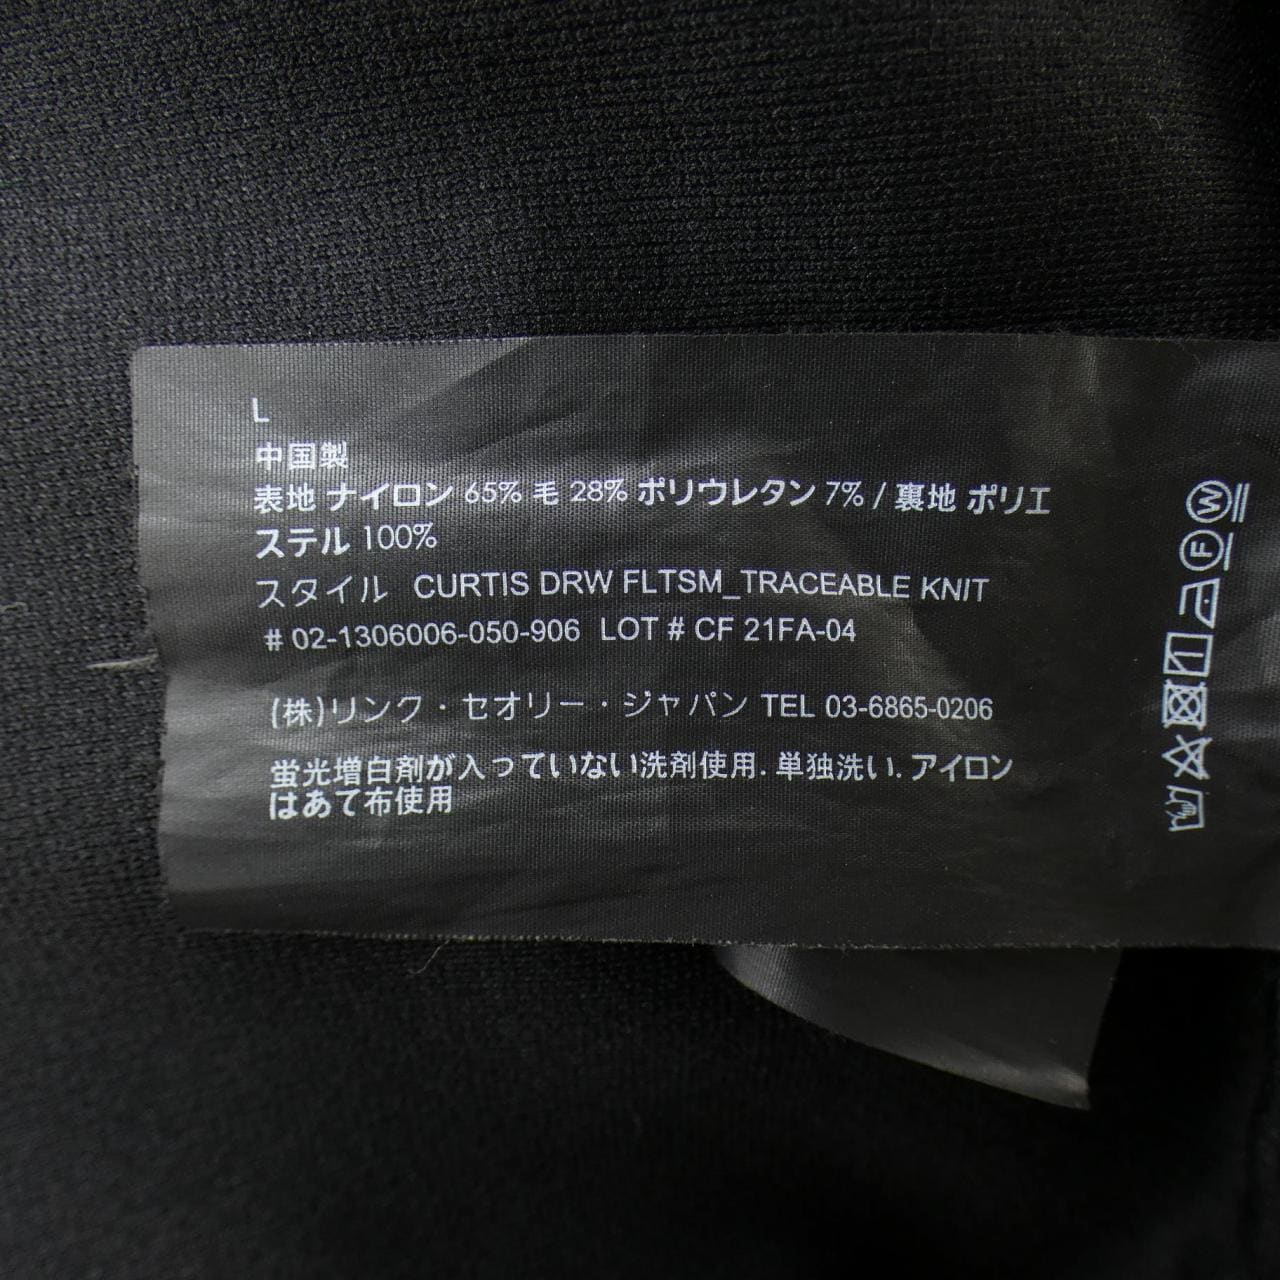 L
中国製
表地 ナイロン 65% 毛 28% ポリウレタン 7% / 裏地 ポリエ
ステル 100%
スタイル CURTIS DRW FLTSM_TRACEABLE KNIT
# 02-1306006-050-906 LOT # CF 21FA-04
(株)リンク・セオリー・ジャパン TEL 03-6865-0206
蛍光増白剤が入っていない洗剤使用. 単独洗い. アイロン
はあて布使用
W
F